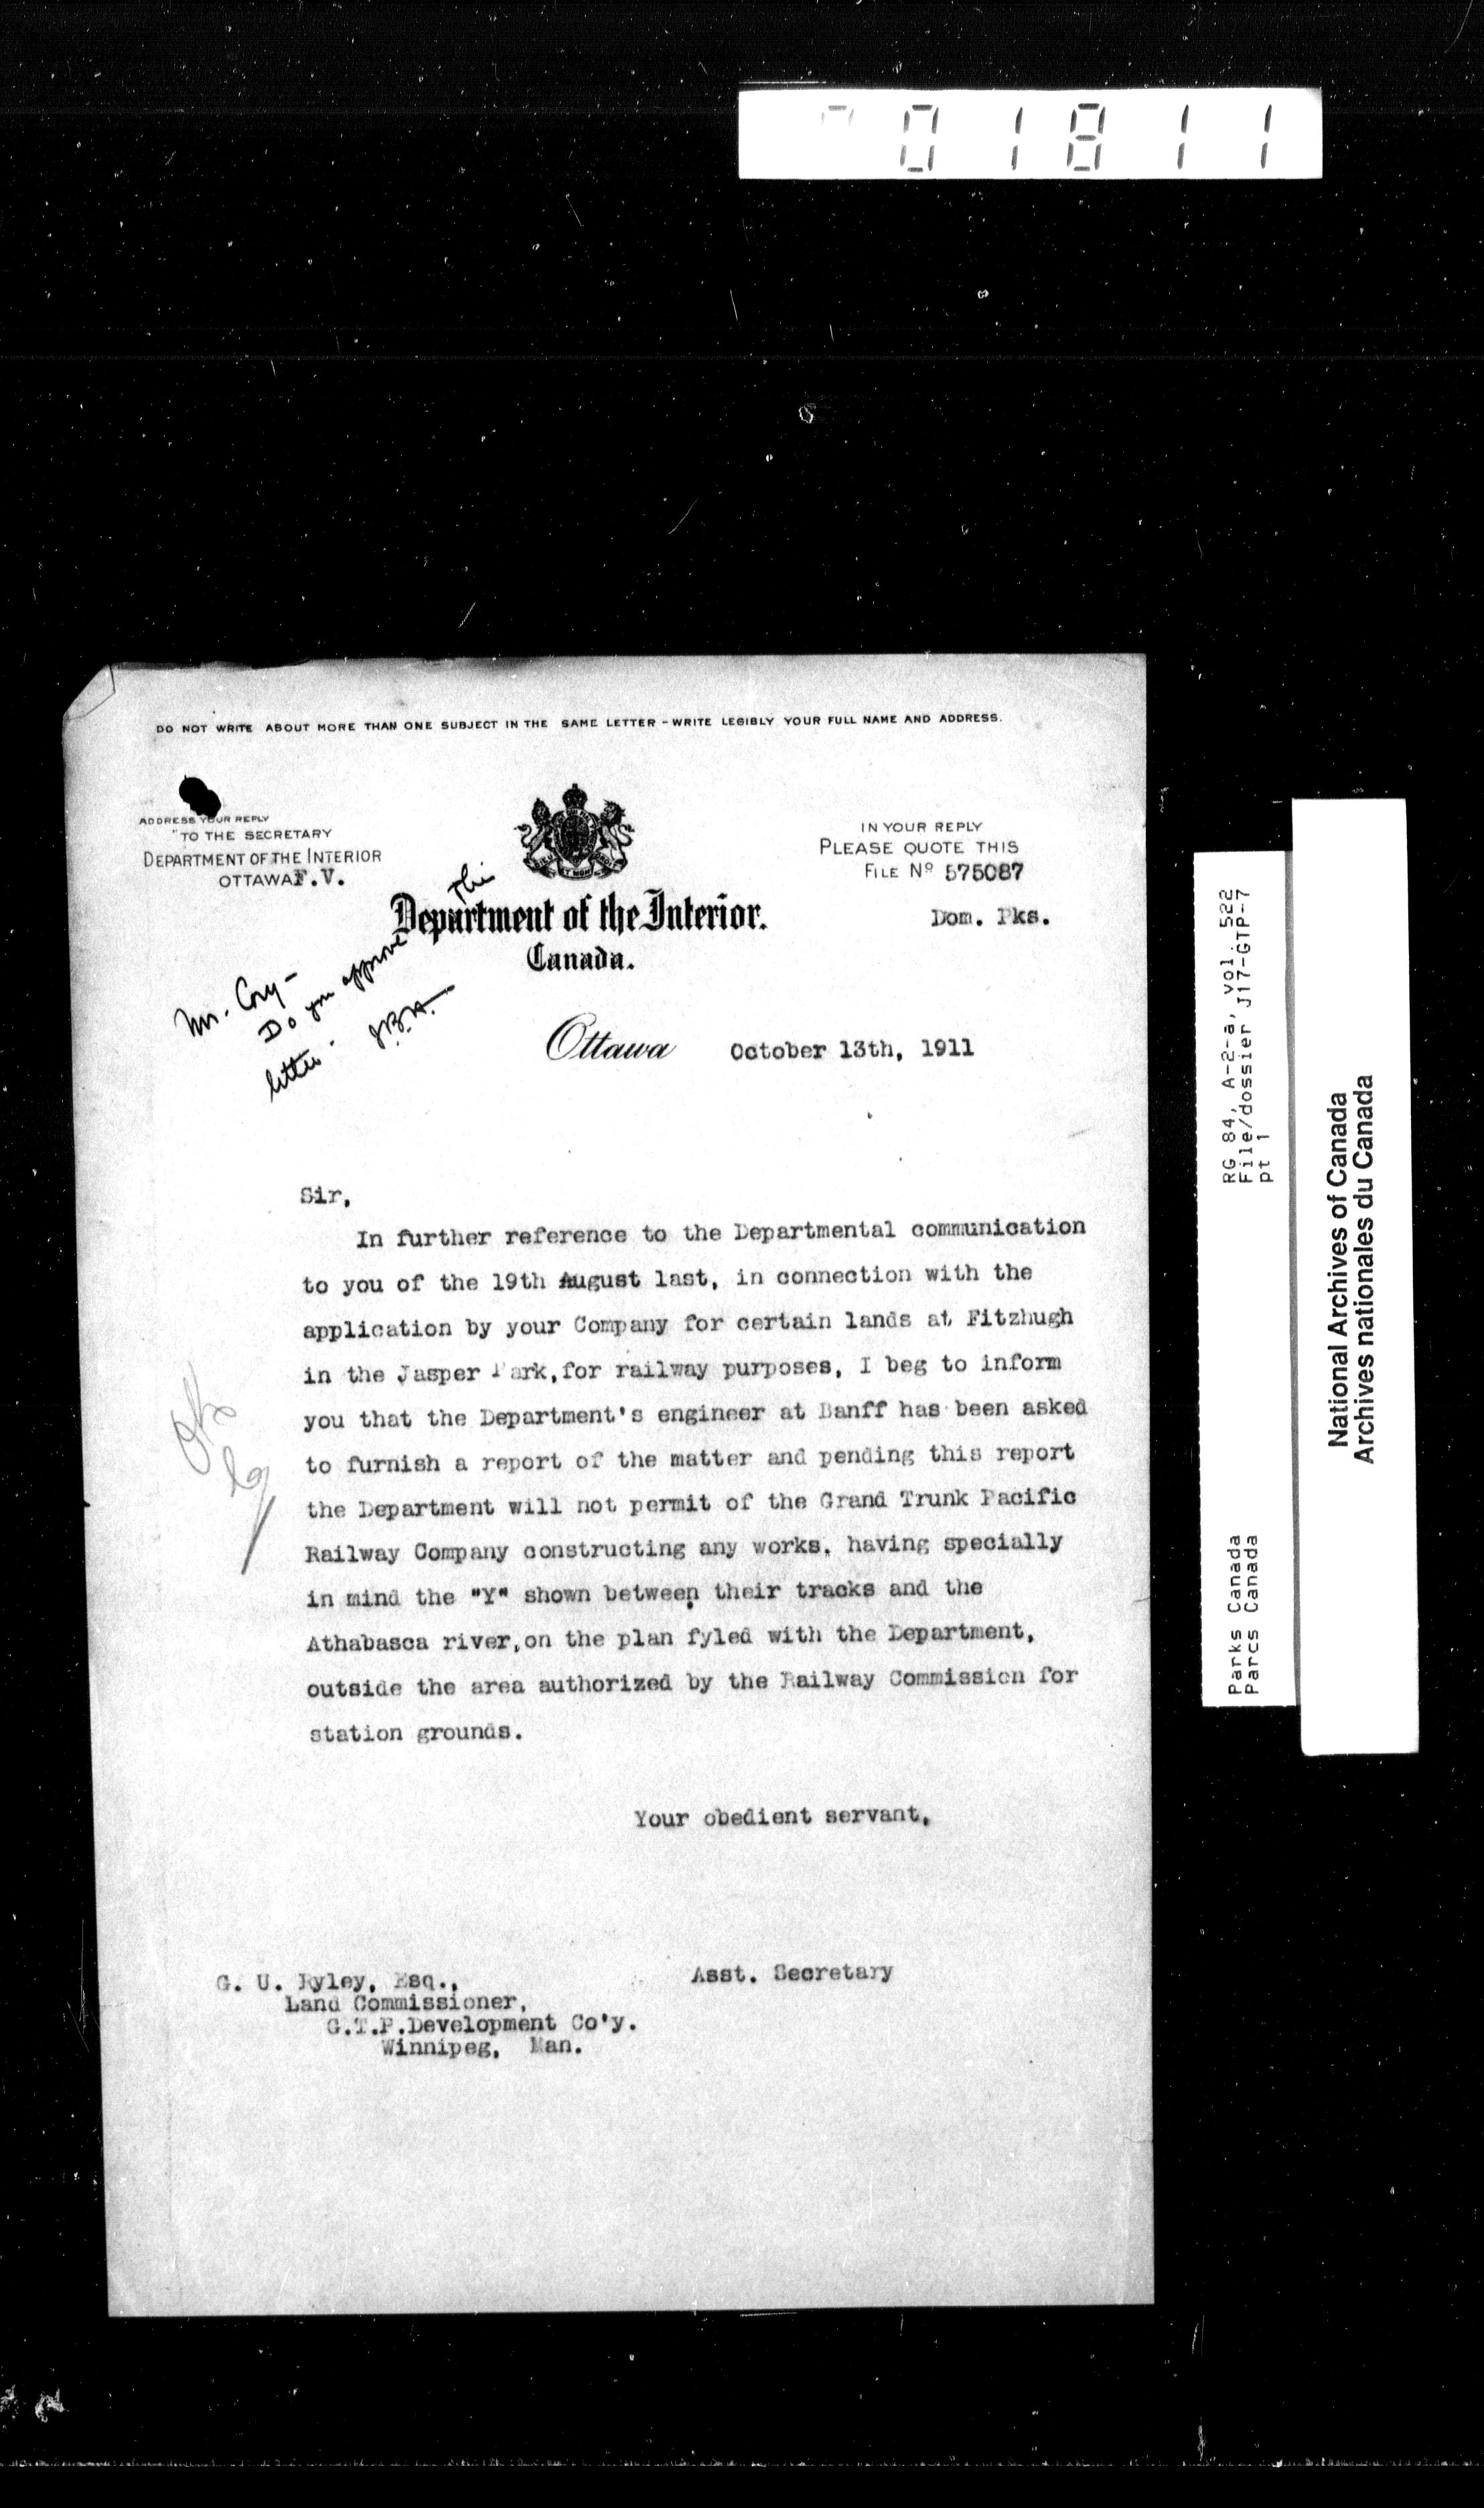 01811
DO NOT WRITE ABOUT MORE THAN ONE SUBJECT IN THE SAME LETTER – WRITE LEGIBLY YOUR FULL NAME AND ADDRESS.
ADDRESS YOUR REPLY
"TO THE SECRETARY
DEPARTMENT OF THE INTERIOR
OTTAWA F.V.
IN YOUR REPLY
PLEASE QUOTE THIS
FILE Nº 575087
Dom. Pks.
Department of the Interior.
Canada.
Mr. Cory –
Do you approve this
letter. J.B.H.
Ottawa October 13th, 1911
Sir,
In further reference to the Departmental communication
to you of the 19th August last, in connection with the
application by your Company for certain lands at Fitzhugh
in the Jasper Park, for railway purposes, I beg to inform
you that the Department's engineer at Banff has been asked
to furnish a report of the matter and pending this report
the Department will not permit of the Grand Trunk Pacific
Railway Company constructing any works, having specially
in mind the "Y" shown between their tracks and the
Athabasca river, on the plan fyled with the Department,
outside the area authorized by the Railway Commission for
station grounds.
Ok
Your obedient servant,
Asst. Secretary
G. U. Ryley, Esq.,
Land Commissioner,
G.T.P. Development Co'y.
Winnipeg, Man.
RG 84, A-2-a, vol. 522
File/dossier J17-GTP-7
pt 1
Parks Canada
Parcs Canada
National Archives of Canada
Archives nationales du Canada